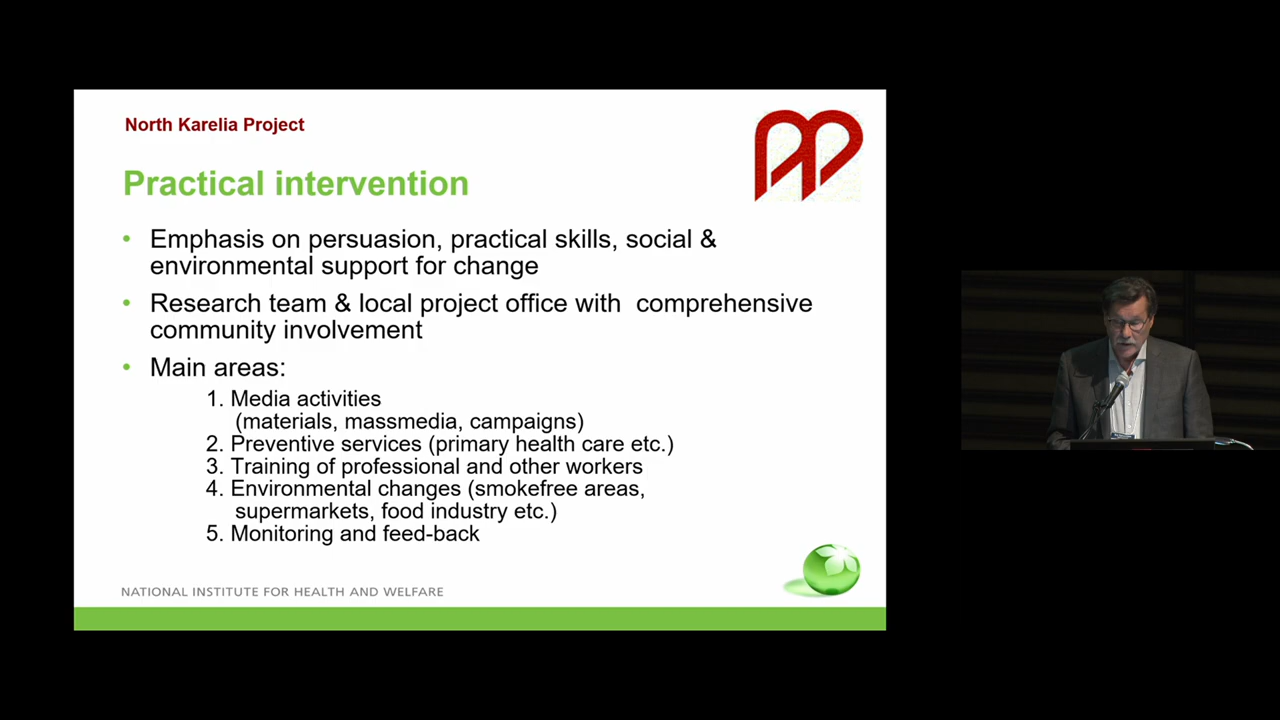 North Karelia Project
Practical intervention
• Emphasis on persuasion, practical skills, social &
environmental support for change
• Research team & local project office with  comprehensive
community involvement
• Main areas:
1. Media activities
(materials, massmedia, campaigns)
2. Preventive services (primary health care etc.)
3. Training of professional and other workers
4. Environmental changes (smokefree areas,
supermarkets, food industry etc.)
5. Monitoring and feed-back
NATIONAL INSTITUTE FOR HEALTH AND WELFARE